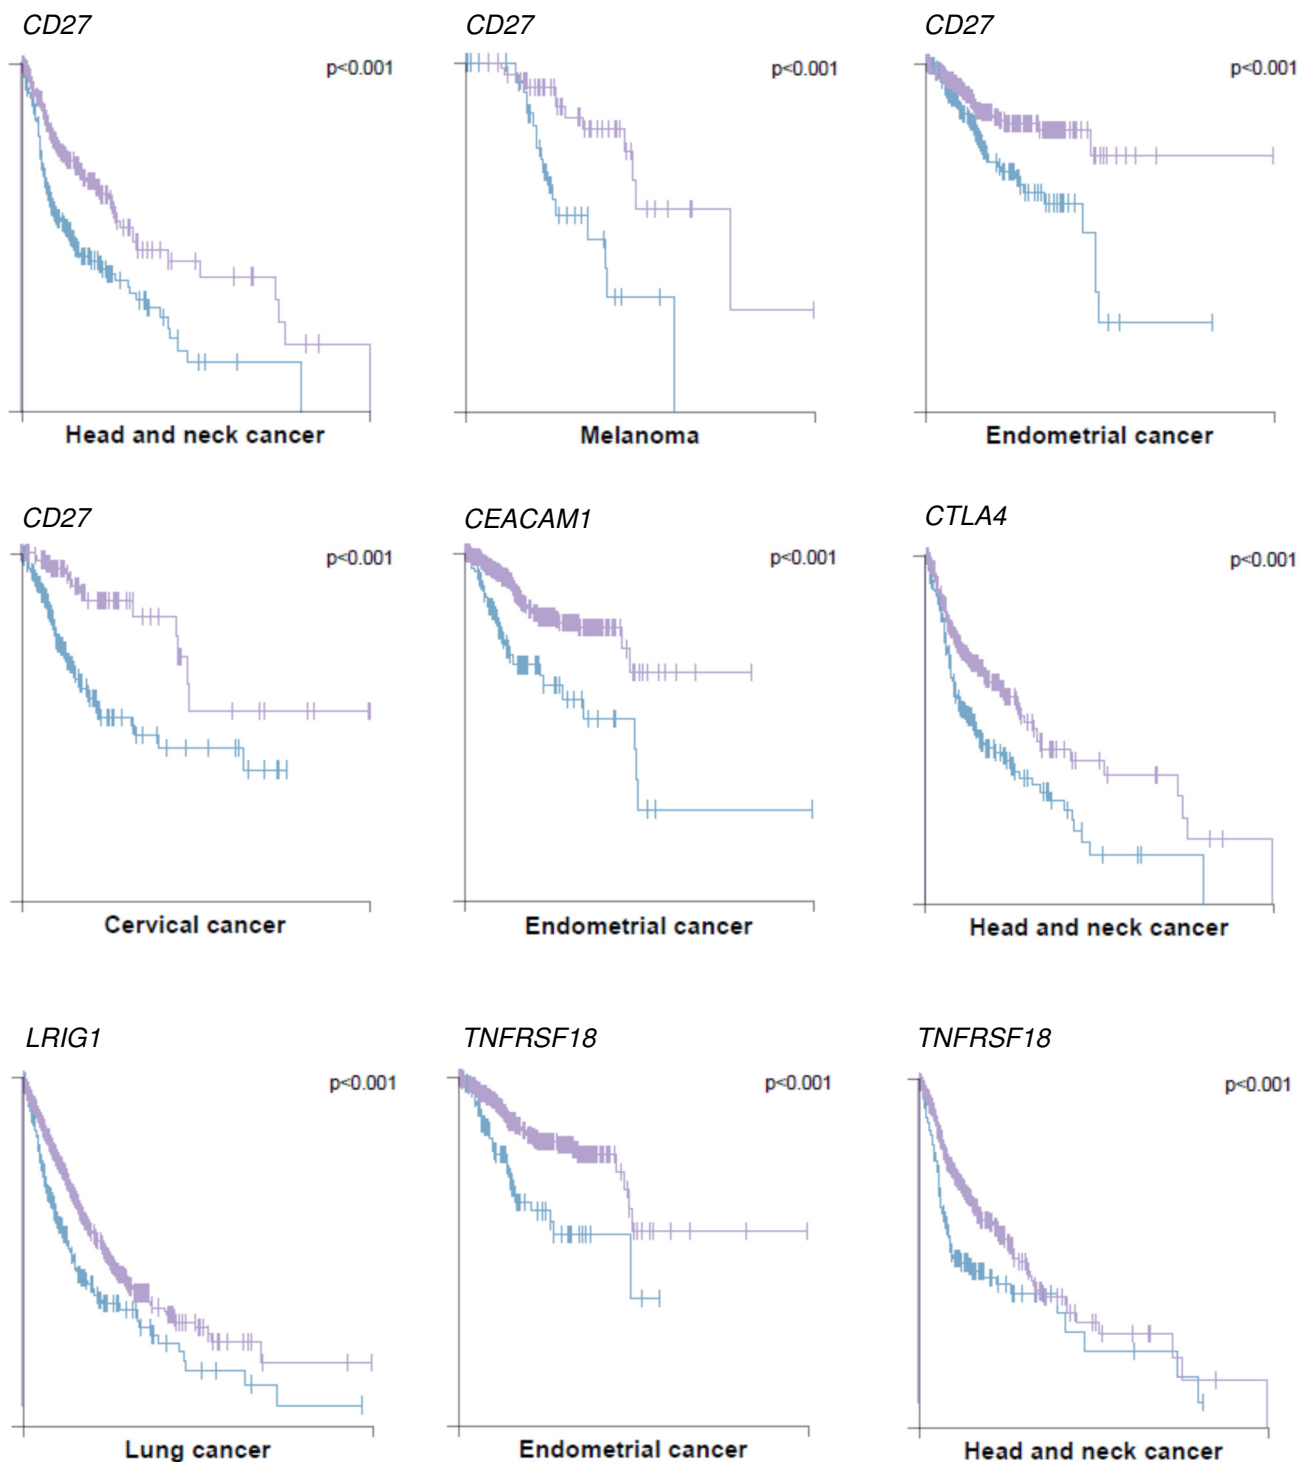 CD27
CD27
CD27
p<0.001
p<0.001
p<0.001
Head and neck cancer
Melanoma
Endometrial cancer
CD27
CEACAM1
CTLA4
p<0.001
p<0.001
p<0.001
Cervical cancer
Endometrial cancer
Head and neck cancer
LRIG1
TNFRSF18
TNFRSF18
p<0.001
p<0.001
p<0.001
Lung cancer
Endometrial cancer
Head and neck cancer